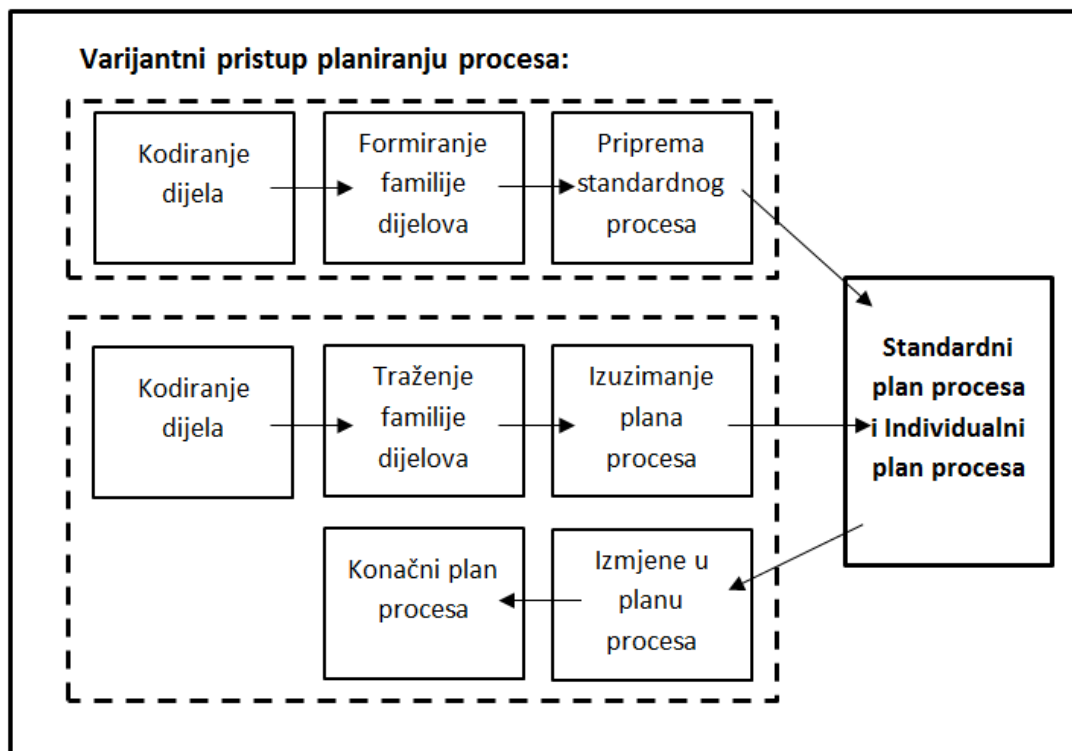 Varijantni pristup planiranju procesa:
Kodiranje
dijela
Formiranje
familije
dijelova
Priprema
standardnog
procesa
Kodiranje
dijela
Traženje
familije
dijelova
Izuzimanje
plana
procesa
Standardni
plan procesa
i Individualni
plan procesa
Konačni plan
procesa
Izmjene u
planu
procesa